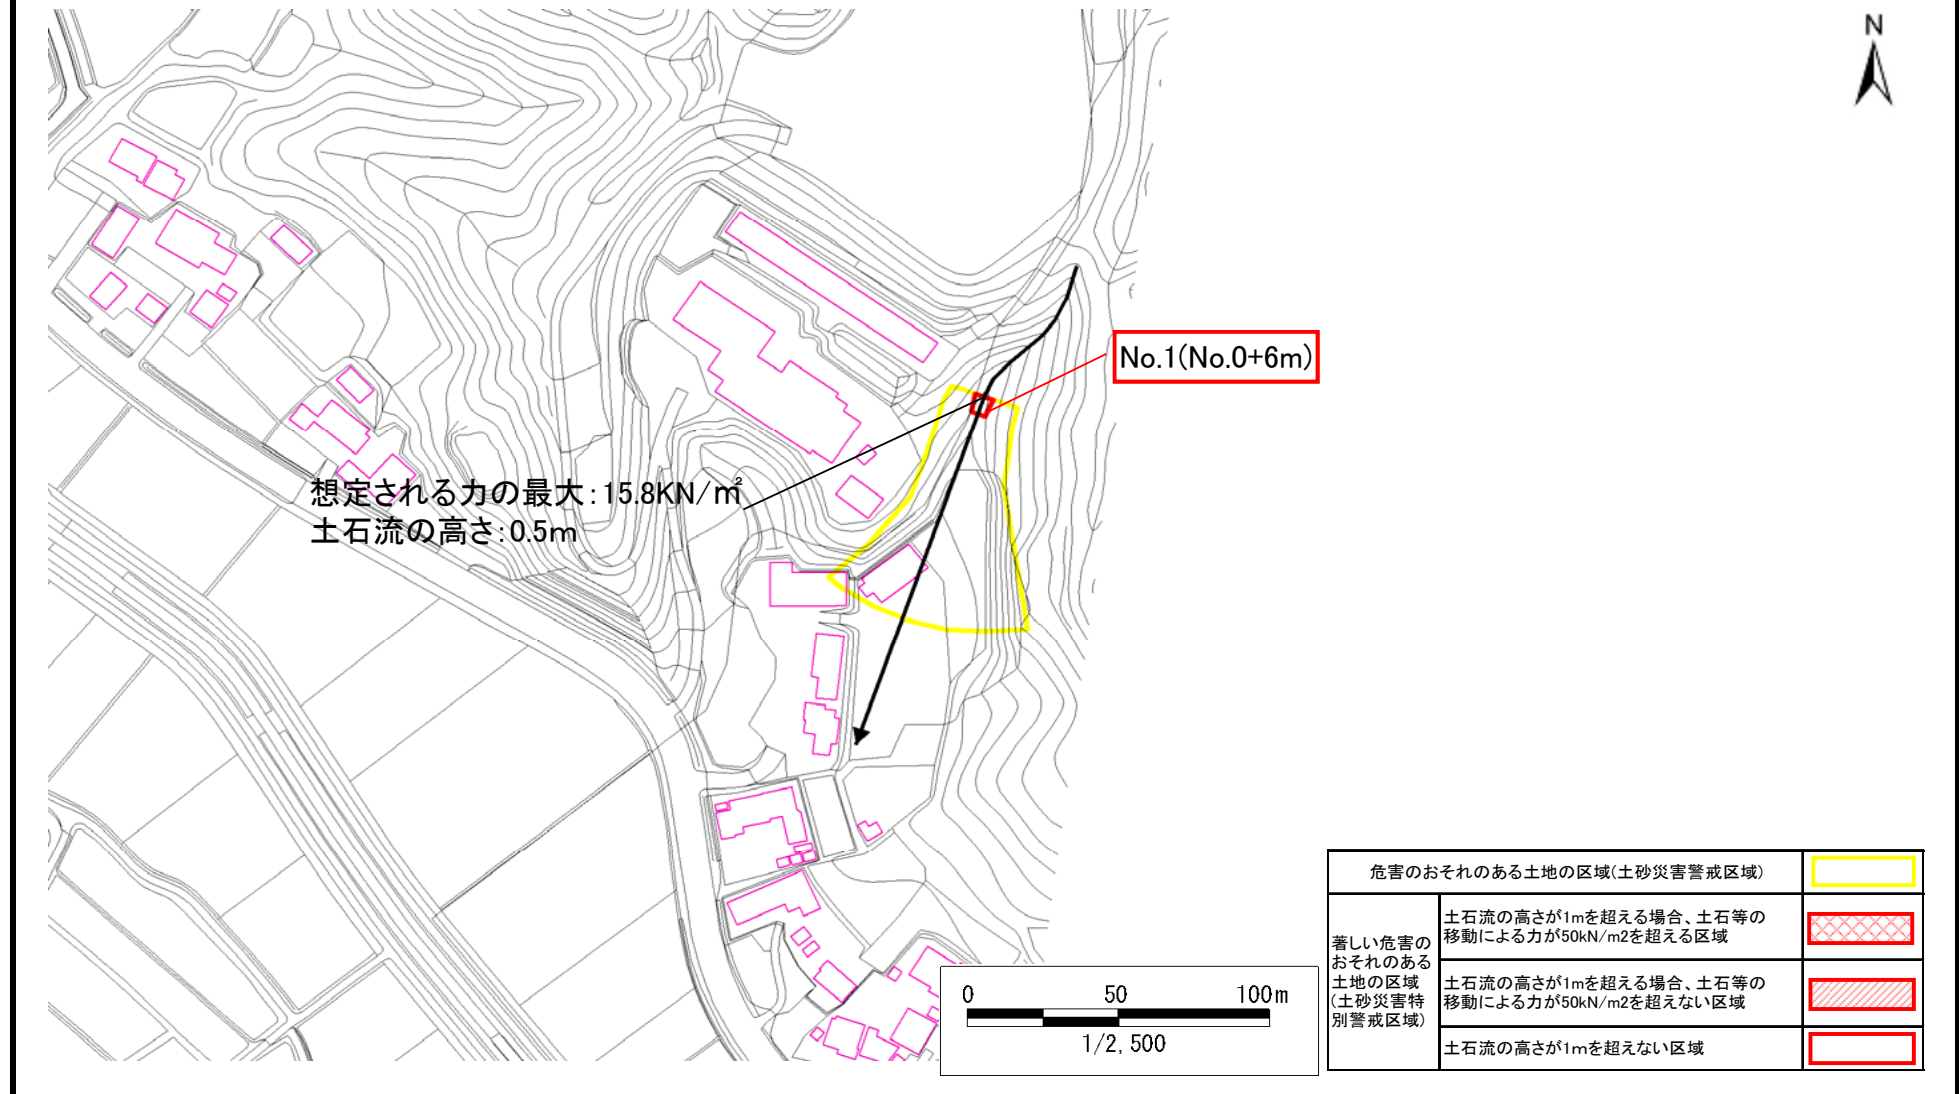 N
No.1(No.0+6m)
想定される力の最大:15.8KN/㎡
土石流の高さ:0.5m
0 50 100m
1/2,500
危害のおそれのある土地の区域(土砂災害警戒区域)
著しい危害の
おそれのある
土地の区域
(土砂災害特
別警戒区域)
土石流の高さが1mを超える場合、土石等の
移動による力が50kN/m2を超える区域
土石流の高さが1mを超える場合、土石等の
移動による力が50kN/m2を超えない区域
土石流の高さが1mを超えない区域